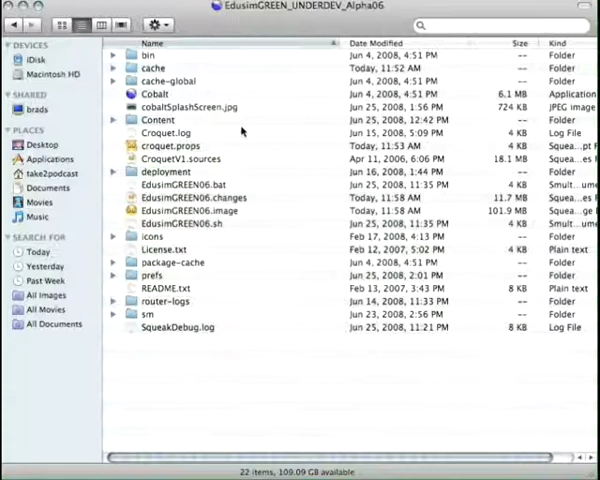 EdusimGREEN_UNDERDEV_Alpha06
DEVICES
iDisk
Macintosh HD
SHARED
brads
PLACES
Desktop
Applications
take2podcast
Documents
Movies
Music
SEARCH FOR
Today
Yesterday
Past Week
All Images
All Movies
All Documents
Name Date Modified Size Kind
bin Jun 4, 2008, 4:51 PM -- Folder
cache Today, 11:52 AM -- Folder
cache-global Jun 4, 2008, 4:51 PM -- Folder
Cobalt Jun 4, 2008, 4:51 PM 6.1 MB Application
cobaltSplashScreen.jpg Jun 25, 2008, 1:56 PM 724 KB JPEG image
Content Jun 25, 2008, 12:42 PM -- Folder
Croquet.log Jun 15, 2008, 5:09 PM 4 KB Log File
croquet.props Today, 11:53 AM 4 KB Squea...pt f
CroquetV1.sources Apr 11, 2006, 6:06 PM 18.1 MB Squea...es f
deployment Jun 16, 2008, 1:44 PM -- Folder
EdusimGREEN06.bat Jun 25, 2008, 11:35 PM 4 KB Smult...ume
EdusimGREEN06.changes Today, 11:58 AM 11.7 MB Squea...es f
EdusimGREEN06.image Today, 11:58 AM 101.9 MB Squea...ge f
EdusimGREEN06.sh Jun 25, 2008, 11:35 PM 4 KB Smult...ume
icons Feb 17, 2008, 4:13 PM -- Folder
License.txt Feb 12, 2007, 5:02 PM 4 KB Plain text
package-cache Jun 4, 2008, 4:51 PM -- Folder
prefs Jun 25, 2008, 2:01 PM -- Folder
README.txt Feb 13, 2007, 3:43 PM 8 KB Plain text
router-logs Jun 14, 2008, 11:33 PM -- Folder
sm Jun 23, 2008, 2:56 PM -- Folder
SqueakDebug.log Jun 25, 2008, 11:21 PM 8 KB Log File
22 items, 109.09 GB available